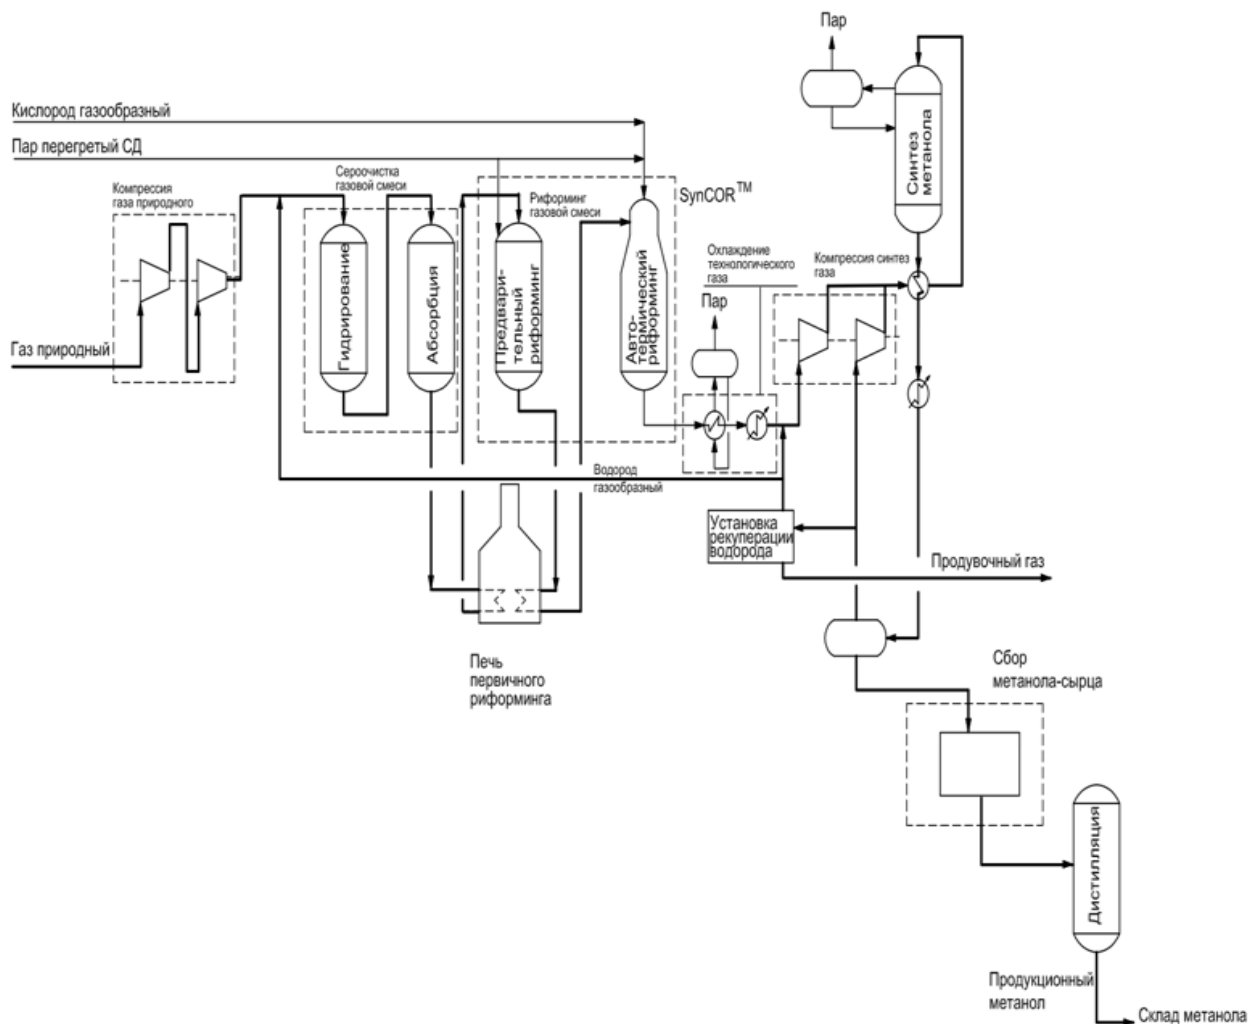 Пар
Кислород газообразный
Пар перегретый СД
Компрессия
газа природного
Сероочистка
газовой смеси
Риформинг
газовой смеси
SynCOR™
Синтез
метанола
Охлаждение
технологического
газа
Компрессия синтез
газа
Пар
Газ природный
Гидрирование
Абсорбция
Предвари-
тельный
риформинг
Авто-
термический
риформинг
Водород
газообразный
Установка
рекуперации
водорода
Продувочный газ
Печь
первичного
риформинга
Сбор
метанола-сырца
Дистилляция
Продукционный
метанол
Склад метанола